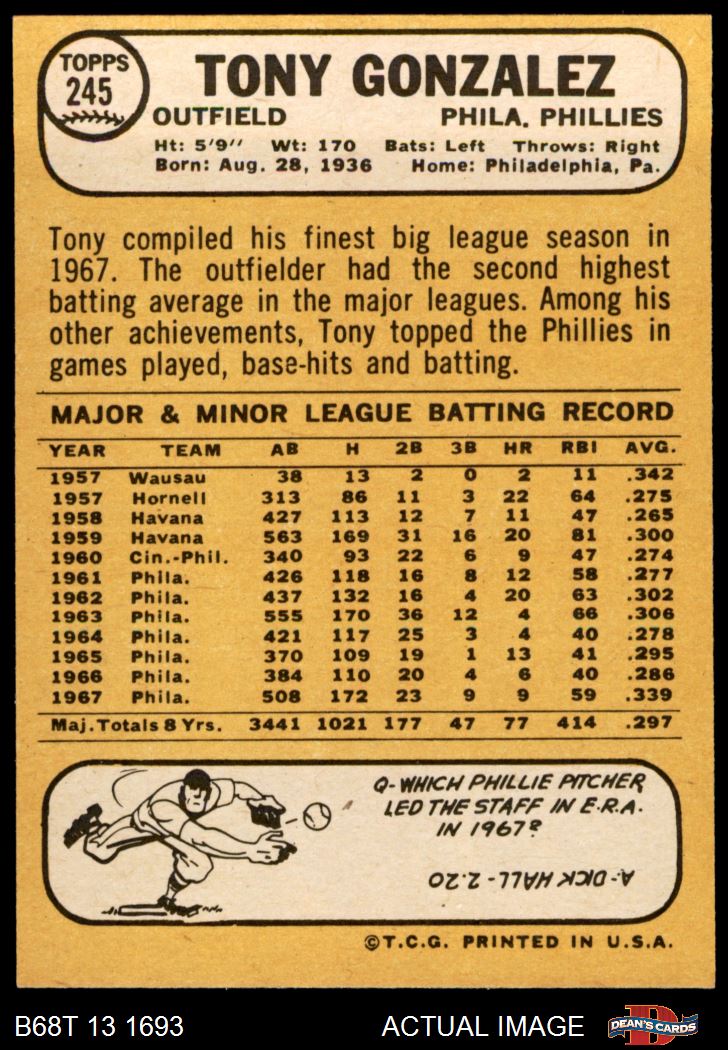 TOPPS
245
TONY GONZALEZ
OUTFIELD PHILA. PHILLIES
Ht: 5'9" Wt: 170 Bats: Left Throws: Right
Born: Aug. 28, 1936 Home: Philadelphia, Pa.
Tony compiled his finest big league season in
1967. The outfielder had the second highest
batting average in the major leagues. Among his
other achievements, Tony topped the Phillies in
games played, base-hits and batting.
MAJOR & MINOR LEAGUE BATTING RECORD
YEAR TEAM AB H 2B 3B HR RBI AVG.
1957 Wausau 38 13 2 0 2 11 .342
1957 Hornell 313 86 11 3 22 64 .275
1958 Havana 427 113 12 7 11 47 .265
1959 Havana 563 169 31 16 20 81 .300
1960 Cin.-Phil. 340 93 22 6 9 47 .274
1961 Phila. 426 118 16 8 12 58 .277
1962 Phila. 437 132 16 4 20 63 .302
1963 Phila. 555 170 36 12 4 66 .306
1964 Phila. 421 117 25 3 4 40 .278
1965 Phila. 370 109 19 1 13 41 .295
1966 Phila. 384 110 20 4 6 40 .286
1967 Phila. 508 172 23 9 9 59 .339
Maj. Totals 8 Yrs. 3441 1021 177 47 77 414 .297
Q- WHICH PHILLIE PITCHER
LED THE STAFF IN E.R.A.
IN 1967?
A- DICK HALL - 2.20
©T.C.G. PRINTED IN U.S.A.
B68T 13 1693 ACTUAL IMAGE D DEAN'S CARDS